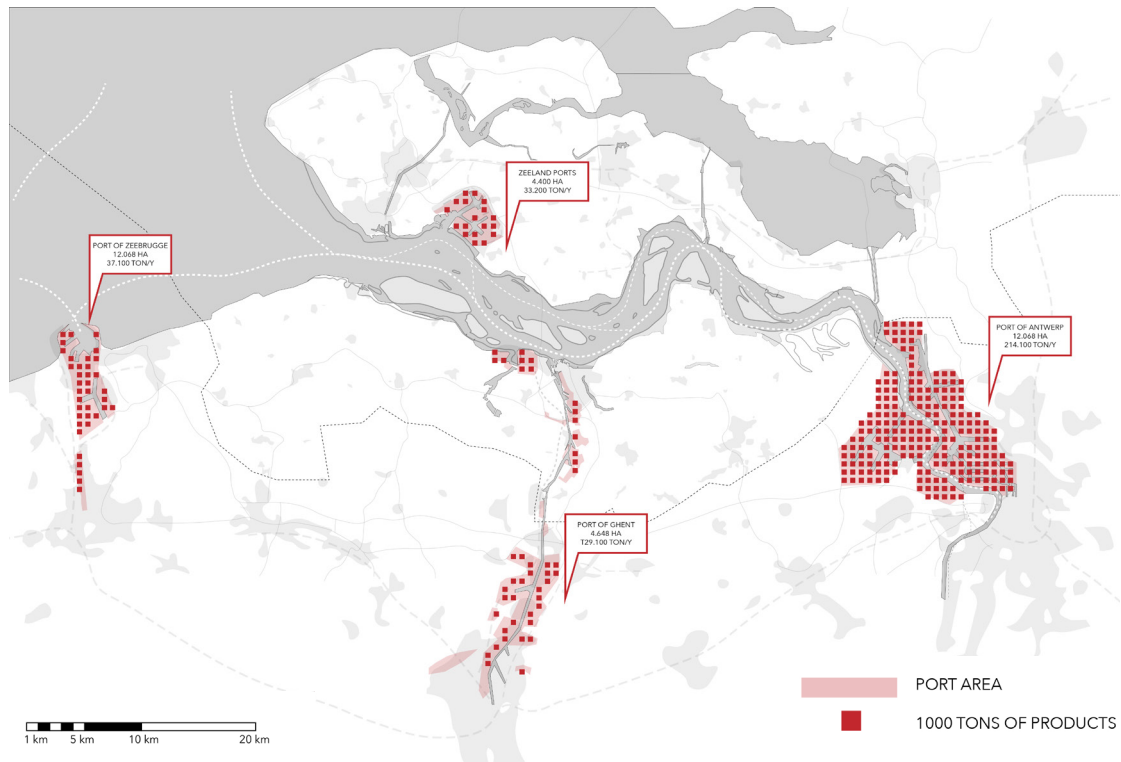 ZEELAND PORTS
4.400 HA
33.200 TON/Y
PORT OF ZEEBRUGGE
12.068 HA
37.100 TON/Y
PORT OF ANTWERP
12.068 HA
214.100 TON/Y
PORT OF GHENT
4.648 HA
T29.100 TON/Y
PORT AREA
1000 TONS OF PRODUCTS
1 km 5 km 10 km 20 km